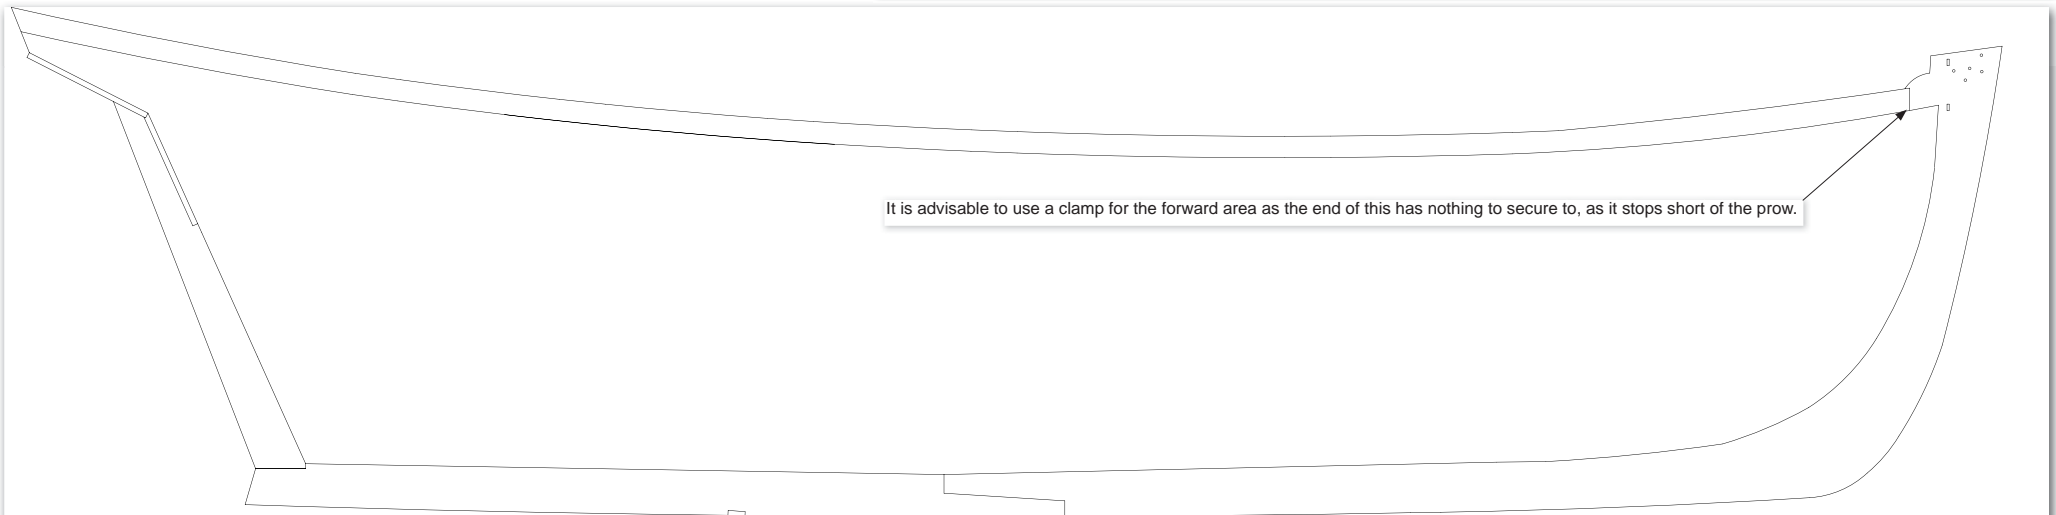 It is advisable to use a clamp for the forward area as the end of this has nothing to secure to, as it stops short of the prow.